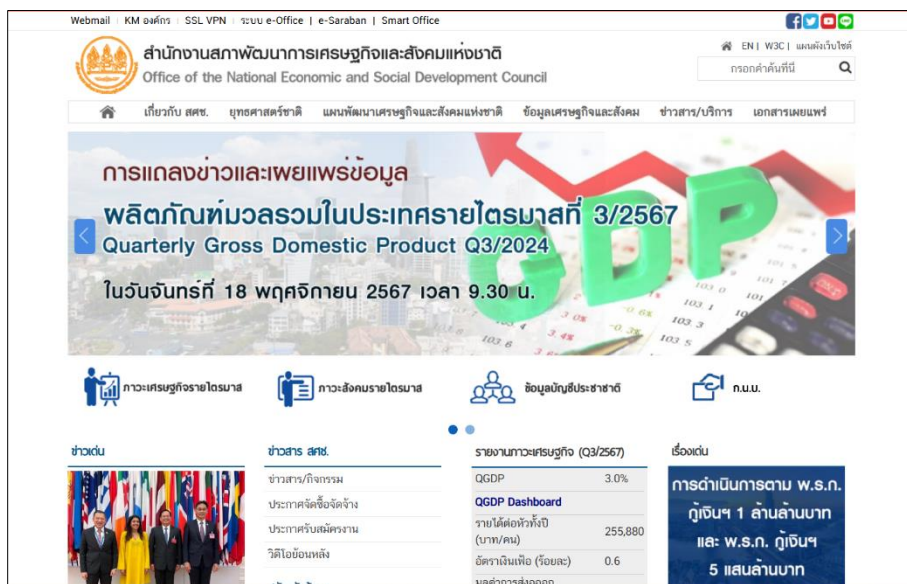 Webmail | KM องค์กร | SSL VPN | ระบบ e-Office | e-Saraban | Smart Office
EN | W3C | แผนผังเว็บไซต์
สำนักงานสภาพัฒนาการเศรษฐกิจและสังคมแห่งชาติ
Office of the National Economic and Social Development Council
กรอกคำค้นที่นี่
เกี่ยวกับ สศช. ยุทธศาสตร์ชาติ แผนพัฒนาเศรษฐกิจและสังคมแห่งชาติ ข้อมูลเศรษฐกิจและสังคม ข่าวสาร/บริการ เอกสารเผยแพร่
การแถลงข่าวและเผยแพร่ข้อมูล
ผลิตภัณฑ์มวลรวมในประเทศรายไตรมาสที่ 3/2567
Quarterly Gross Domestic Product Q3/2024
ในวันจันทร์ที่ 18 พฤศจิกายน 2567 เวลา 9.30 น.
GDP
ภาวะเศรษฐกิจรายไตรมาส ภาวะสังคมรายไตรมาส ข้อมูลบัญชีประชาชาติ ก.น.บ.
ข่าวเด่น
ข่าวสาร สศช.
ข่าวสาร/กิจกรรม
ประกาศจัดซื้อจัดจ้าง
ประกาศรับสมัครงาน
วิดีโอย้อนหลัง
รายงานภาวะเศรษฐกิจ (Q3/2567)
QGDP 3.0%
QGDP Dashboard
รายได้ต่อหัวทั้งปี
(บาท/คน) 255,880
อัตราเงินเฟ้อ (ร้อยละ) 0.6
มูลค่าการส่งออก
เรื่องเด่น
การดำเนินการตาม พ.ร.ก.
กู้เงินฯ 1 ล้านล้านบาท
และ พ.ร.ก. กู้เงินฯ
5 แสนล้านบาท